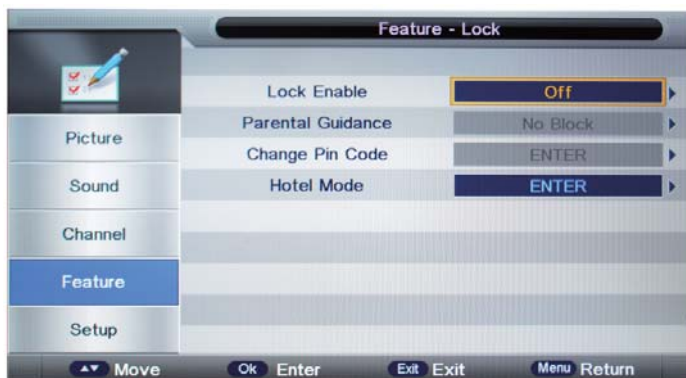 Feature - Lock
Lock Enable Off
Parental Guidance No Block
Change Pin Code ENTER
Hotel Mode ENTER
Picture
Sound
Channel
Feature
Setup
Move Ok Enter Exit Exit Menu Return